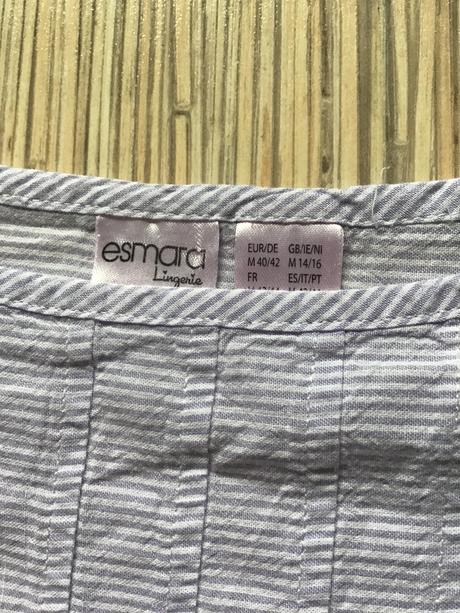 esmara
Lingerie
EUR/DE GB/IE/NI
M 40/42 M 14/16
FR ES/IT/PT